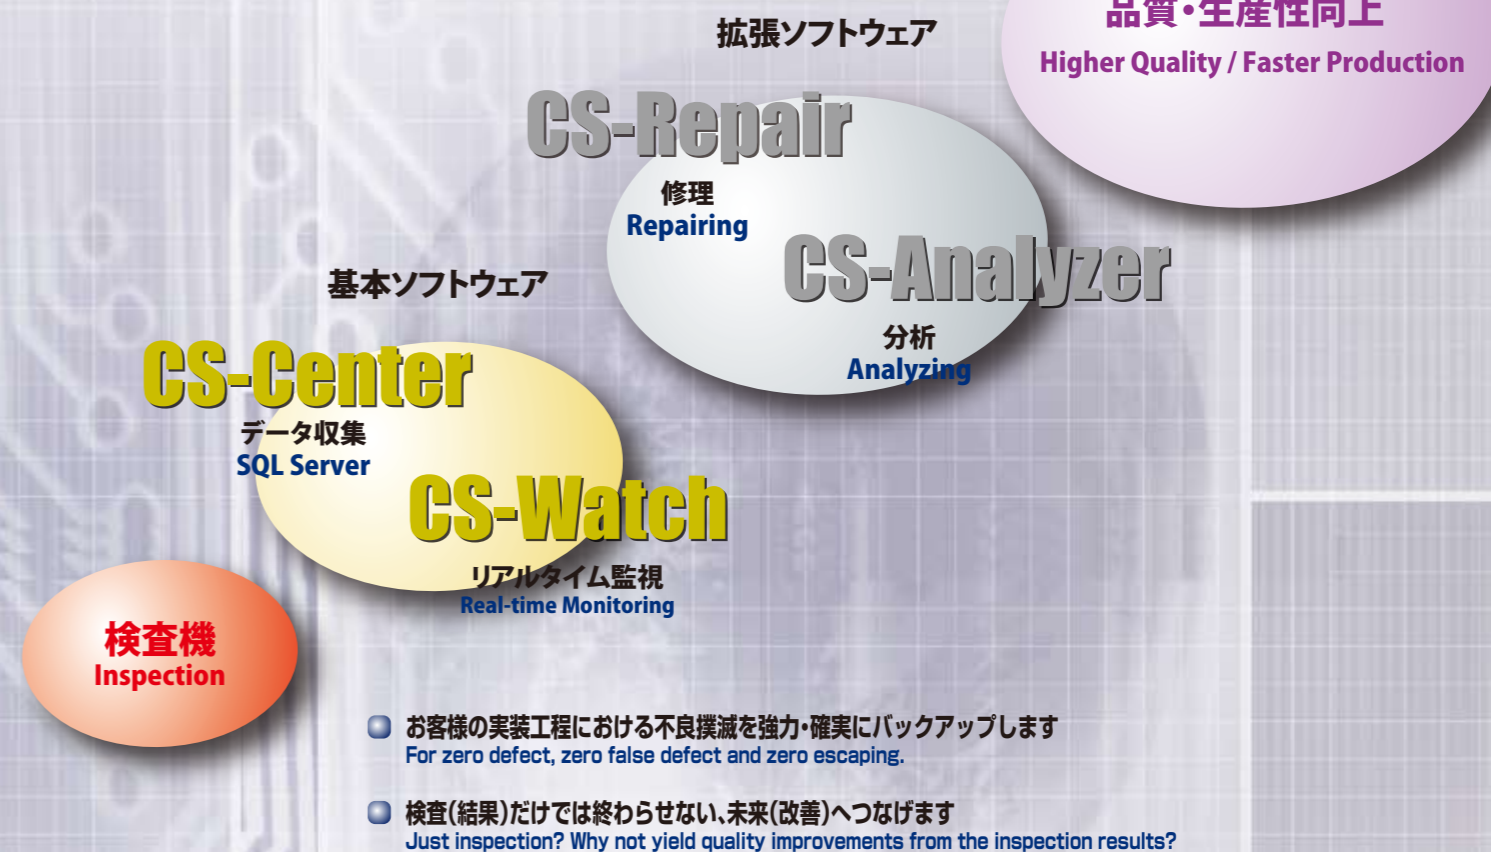 品質・生産性向上
Higher Quality / Faster Production
拡張ソフトウェア
CS-Repair
修理
Repairing
CS-Analyzer
分析
Analyzing
基本ソフトウェア
CS-Center
データ収集
SQL Server
CS-Watch
リアルタイム監視
Real-time Monitoring
検査機
Inspection
お客様の実装工程における不良撲滅を強力・確実にバックアップします
For zero defect, zero false defect and zero escaping.
検査(結果)だけでは終わらせない、未来(改善)へつなげます
Just inspection? Why not yield quality improvements from the inspection results?